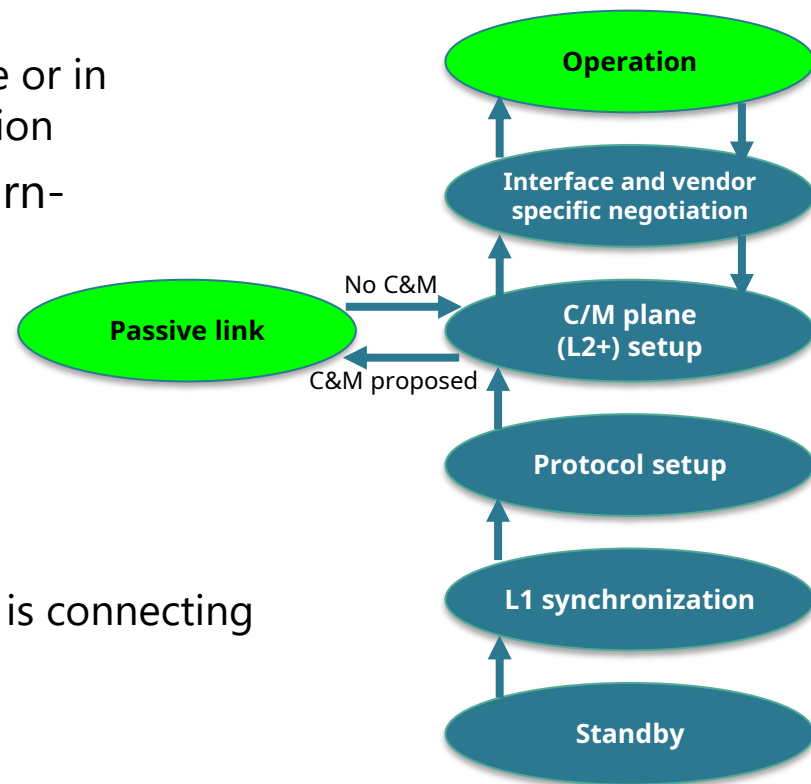 e or in
ion
rn-
is connecting
Operation
Interface and vendor
specific negotiation
No C&M
Passive link
C/M plane
(L2+) setup
C&M proposed
Protocol setup
L1 synchronization
Standby